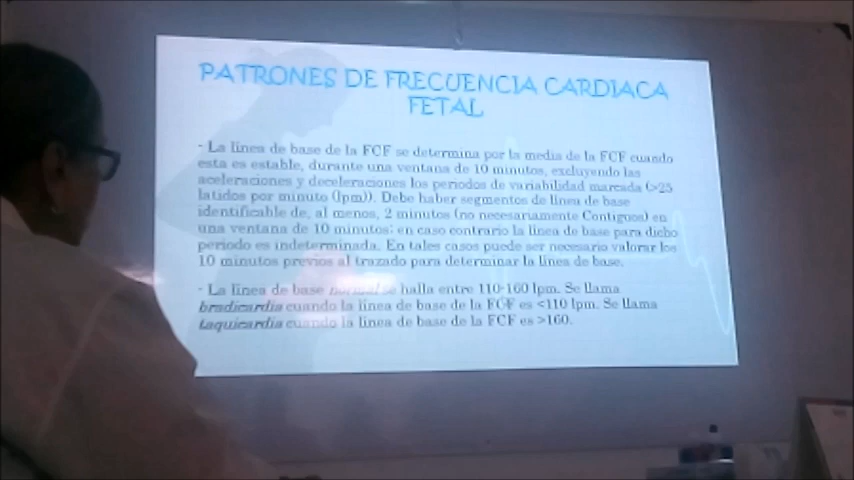 PATRONES DE FRECUENCIA CARDIACA
FETAL
- La línea de base de la FCF se determina por la media de la FCF cuando
esta es estable, durante una ventana de 10 minutos, excluyendo las
aceleraciones y deceleraciones los periodos de variabilidad marcada (>25
latidos por minuto (lpm)). Debe haber segmentos de línea de base
identificable de, al menos, 2 minutos (no necesariamente Contiguos) en
una ventana de 10 minutos; en caso contrario la línea de base para dicho
periodo es indeterminada. En tales casos puede ser necesario valorar los
10 minutos previos al trazado para determinar la línea de base.
- La línea de base normal se halla entre 110-160 lpm. Se llama
bradicardia cuando la línea de base de la FCF es <110 lpm. Se llama
taquicardia cuando la línea de base de la FCF es >160.